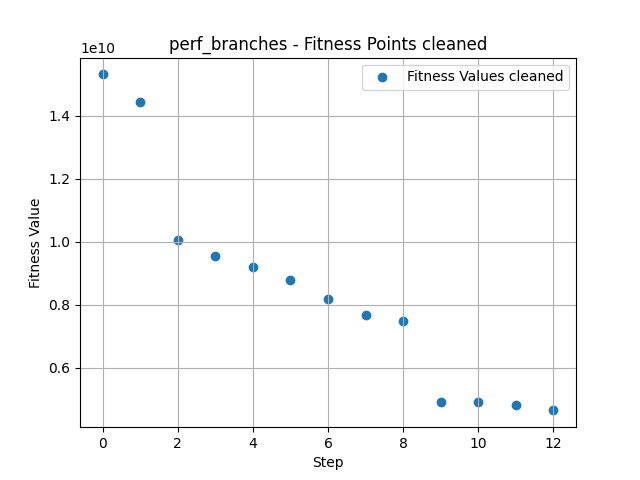 perf_branches - Fitness Points cleaned
1e10
Fitness Values cleaned
1.4
1.2
1.0
0.8
0.6
Fitness Value
0 2 4 6 8 10 12
Step